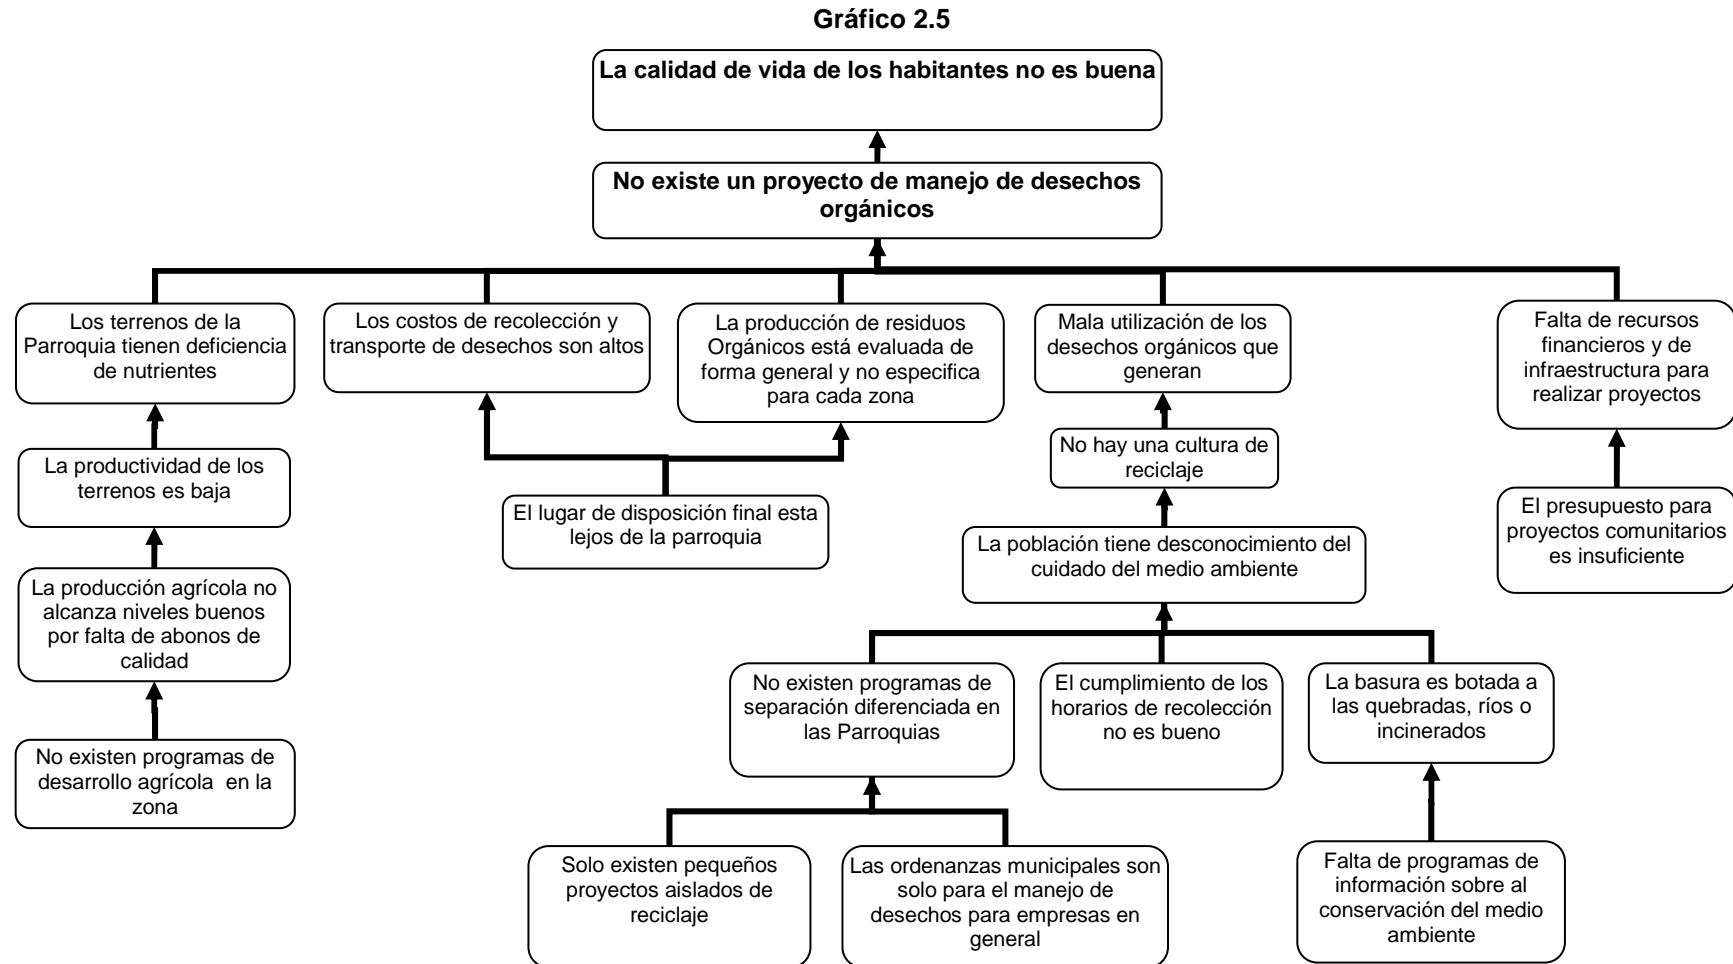 Gráfico 2.5
La calidad de vida de los habitantes no es buena
No existe un proyecto de manejo de desechos
orgánicos
Los terrenos de la
Parroquia tienen deficiencia
de nutrientes
Los costos de recolección y
transporte de desechos son altos
La producción de residuos
Orgánicos está evaluada de
forma general y no especifica
para cada zona
Mala utilización de los
desechos orgánicos que
generan
Falta de recursos
financieros y de
infraestructura para
realizar proyectos
La productividad de los
terrenos es baja
No hay una cultura de
reciclaje
El lugar de disposición final esta
lejos de la parroquia
El presupuesto para
proyectos comunitarios
es insuficiente
La población tiene desconocimiento del
cuidado del medio ambiente
La producción agrícola no
alcanza niveles buenos
por falta de abonos de
calidad
No existen programas de
separación diferenciada en
las Parroquias
El cumplimiento de los
horarios de recolección
no es bueno
La basura es botada a
las quebradas, ríos o
incinerados
No existen programas de
desarrollo agrícola en la
zona
Solo existen pequeños
proyectos aislados de
reciclaje
Las ordenanzas municipales son
solo para el manejo de
desechos para empresas en
general
Falta de programas de
información sobre al
conservación del medio
ambiente